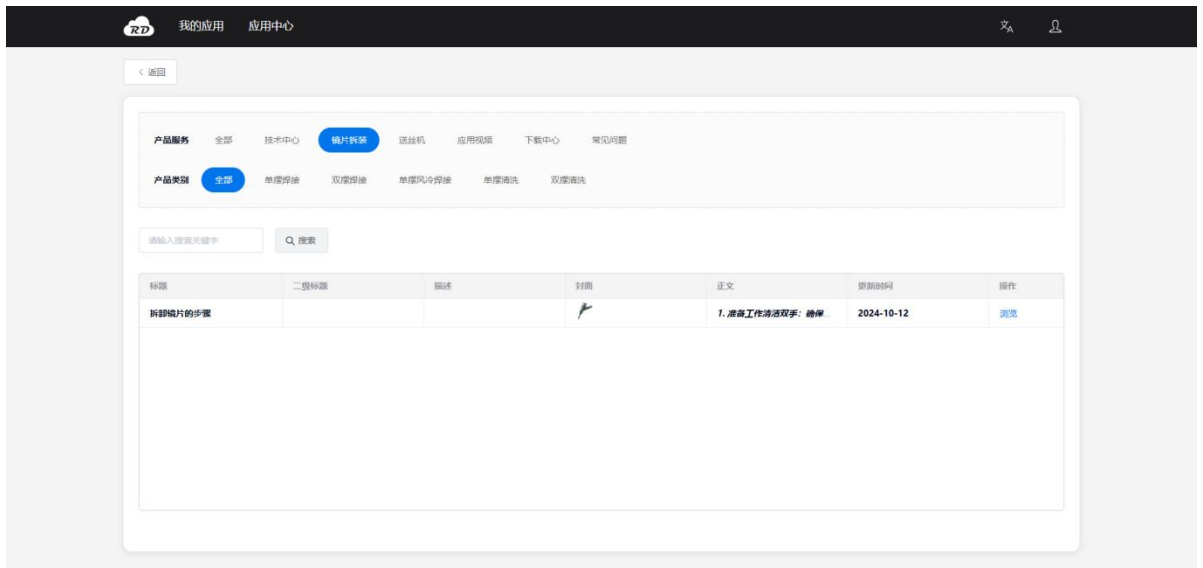 RD 我的应用 应用中心
返回
产品服务 全部 技术中心 镜片拆装 送丝机 应用视频 下载中心 常见问题
产品类别 全部 单摆焊接 双摆焊接 单摆风冷焊接 单摆清洗 双摆清洗
请输入搜索关键字 搜索
标题 二级标题 描述 封面 正文 更新时间 操作
拆卸镜片的步骤 1. 准备工作清洁双手：确保... 2024-10-12 浏览